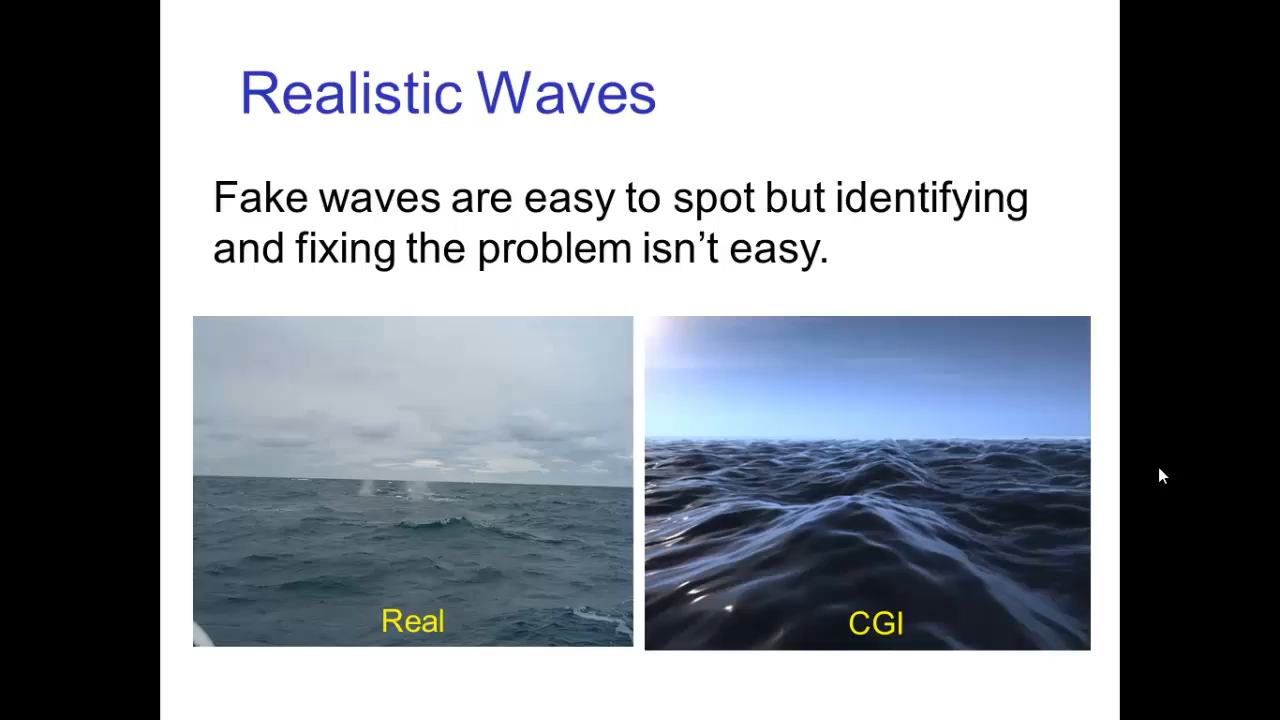 Realistic Waves
Fake waves are easy to spot but identifying
and fixing the problem isn’t easy.
Real
CGI